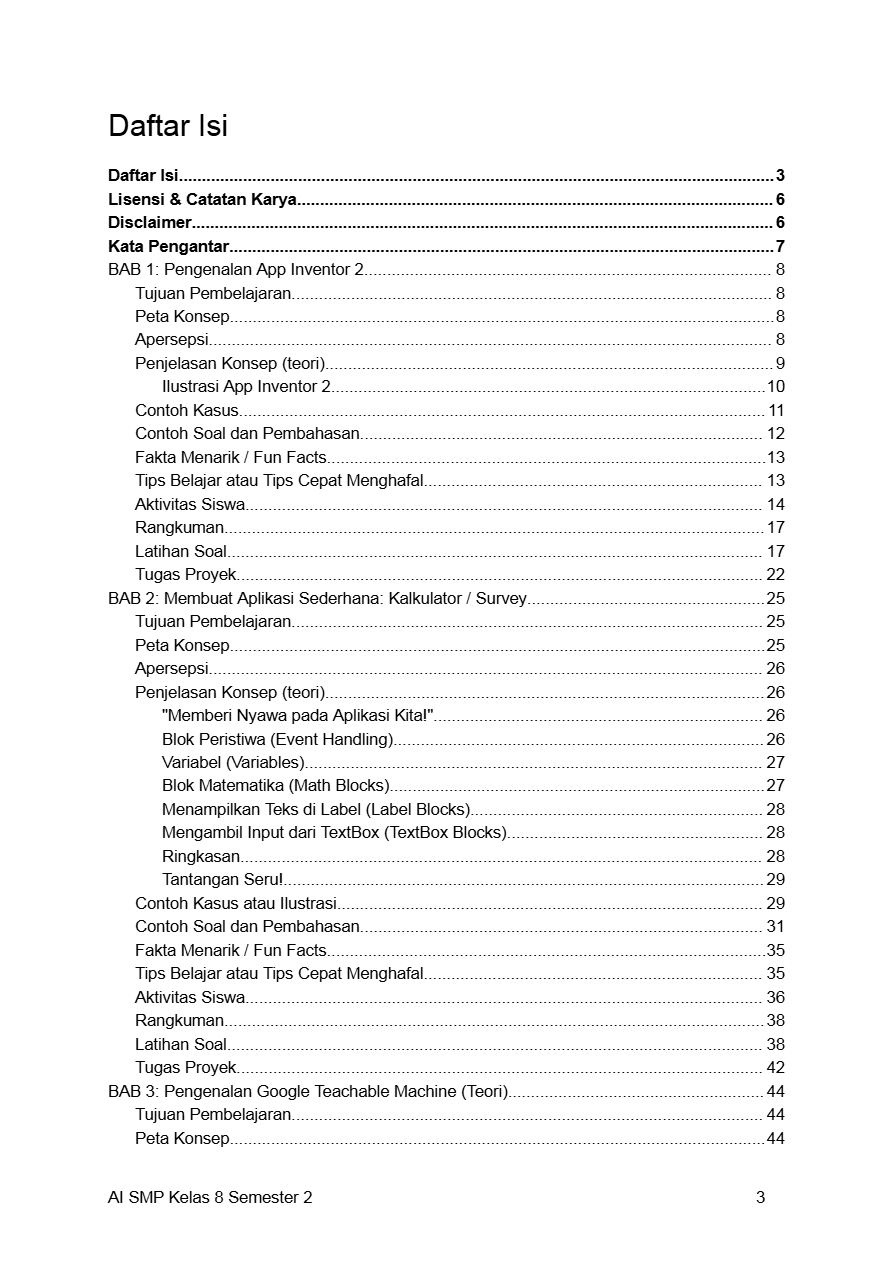 Daftar Isi
Daftar Isi.....................................................................................................................................3
Lisensi & Catatan Karya........................................................................................................ 6
Disclaimer............................................................................................................................... 6
Kata Pengantar.......................................................................................................................7
BAB 1: Pengenalan App Inventor 2......................................................................................... 8
Tujuan Pembelajaran......................................................................................................... 8
Peta Konsep.......................................................................................................................8
Apersepsi........................................................................................................................... 8
Penjelasan Konsep (teori)..................................................................................................9
Ilustrasi App Inventor 2...............................................................................................10
Contoh Kasus................................................................................................................... 11
Contoh Soal dan Pembahasan........................................................................................ 12
Fakta Menarik / Fun Facts................................................................................................13
Tips Belajar atau Tips Cepat Menghafal.......................................................................... 13
Aktivitas Siswa................................................................................................................. 14
Rangkuman...................................................................................................................... 17
Latihan Soal..................................................................................................................... 17
Tugas Proyek................................................................................................................... 22
BAB 2: Membuat Aplikasi Sederhana: Kalkulator / Survey....................................................25
Tujuan Pembelajaran....................................................................................................... 25
Peta Konsep.....................................................................................................................25
Apersepsi......................................................................................................................... 26
Penjelasan Konsep (teori)................................................................................................26
"Memberi Nyawa pada Aplikasi Kita!"........................................................................ 26
Blok Peristiwa (Event Handling)................................................................................. 26
Variabel (Variables).................................................................................................... 27
Blok Matematika (Math Blocks)..................................................................................27
Menampilkan Teks di Label (Label Blocks)................................................................ 28
Mengambil Input dari TextBox (TextBox Blocks)........................................................ 28
Ringkasan.................................................................................................................. 28
Tantangan Seru!......................................................................................................... 29
Contoh Kasus atau Ilustrasi............................................................................................. 29
Contoh Soal dan Pembahasan........................................................................................ 31
Fakta Menarik / Fun Facts................................................................................................35
Tips Belajar atau Tips Cepat Menghafal.......................................................................... 35
Aktivitas Siswa................................................................................................................. 36
Rangkuman...................................................................................................................... 38
Latihan Soal..................................................................................................................... 38
Tugas Proyek................................................................................................................... 42
BAB 3: Pengenalan Google Teachable Machine (Teori)........................................................ 44
Tujuan Pembelajaran....................................................................................................... 44
Peta Konsep.....................................................................................................................44
AI SMP Kelas 8 Semester 2 3